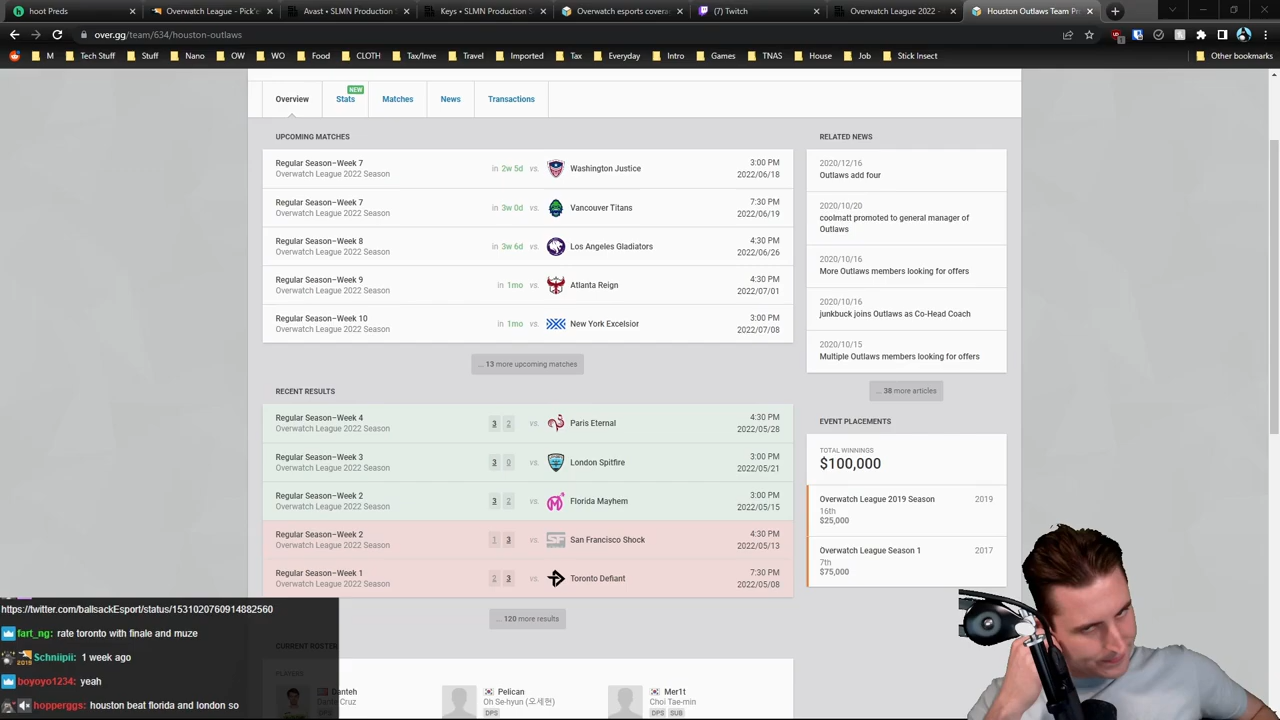 hoot Preds
Overwatch League - Pick'e
Avast • SLMN Productions
Keys • SLMN Production S
Overwatch esports covera
(7) Hoot - Twitch
Overwatch League 2022 -
Houston Outlaws Team Pr
over.gg/team/634/houston-outlaws
M Tech Stuff Stuff Nano OW WO Food CLOTH Tax/Inve Travel Imported Tax Everyday Intro TNAS House Job Stick Insect Other bookmarks
Overview
NEW
Stats
Matches
News
Transactions
UPCOMING MATCHES
Regular Season–Week 7 3:00 PM
Overwatch League 2022 Season in 2w 5d vs. Washington Justice 2022/06/18
Regular Season–Week 7 7:30 PM
Overwatch League 2022 Season in 3w 0d vs. Vancouver Titans 2022/06/19
Regular Season–Week 8 4:30 PM
Overwatch League 2022 Season in 3w 6d vs. Los Angeles Gladiators 2022/06/26
Regular Season–Week 9 4:30 PM
Overwatch League 2022 Season in 1mo vs. Atlanta Reign 2022/07/01
Regular Season–Week 10 3:00 PM
Overwatch League 2022 Season in 1mo vs. New York Excelsior 2022/07/08
... 13 more upcoming matches
RECENT RESULTS
Regular Season–Week 4 4:30 PM
Overwatch League 2022 Season 3 2 vs. Paris Eternal 2022/05/28
Regular Season–Week 3 3:00 PM
Overwatch League 2022 Season 3 0 vs. London Spitfire 2022/05/21
Regular Season–Week 2 3:00 PM
Overwatch League 2022 Season 3 2 vs. Florida Mayhem 2022/05/15
Regular Season–Week 2 4:30 PM
Overwatch League 2022 Season 1 3 vs. San Francisco Shock 2022/05/13
Regular Season–Week 1 7:30 PM
Overwatch League 2022 Season 2 3 vs. Toronto Defiant 2022/05/08
... 120 more results
CURRENT ROSTER
PLAYERS
Danteh
Dante Cruz
DPS
Pelican
Oh Se-hyun (오세현)
DPS
Mer1t
Choi Tae-min
DPS SUB
RELATED NEWS
2020/12/16
Outlaws add four
2020/10/20
coolmatt promoted to general manager of
Outlaws
2020/10/16
More Outlaws members looking for offers
2020/10/16
junkbuck joins Outlaws as Co-Head Coach
2020/10/15
Multiple Outlaws members looking for offers
... 38 more articles
EVENT PLACEMENTS
TOTAL WINNINGS
$100,000
Overwatch League 2019 Season 2019
16th
$25,000
Overwatch League Season 1 2017
7th
$75,000
https://twitter.com/ballsackEsport/status/1531020760914882560
fart_ng: rate toronto with finale and muze
Schniipii: 1 week ago
boyoyo1234: yeah
hopperggs: houston beat florida and london so